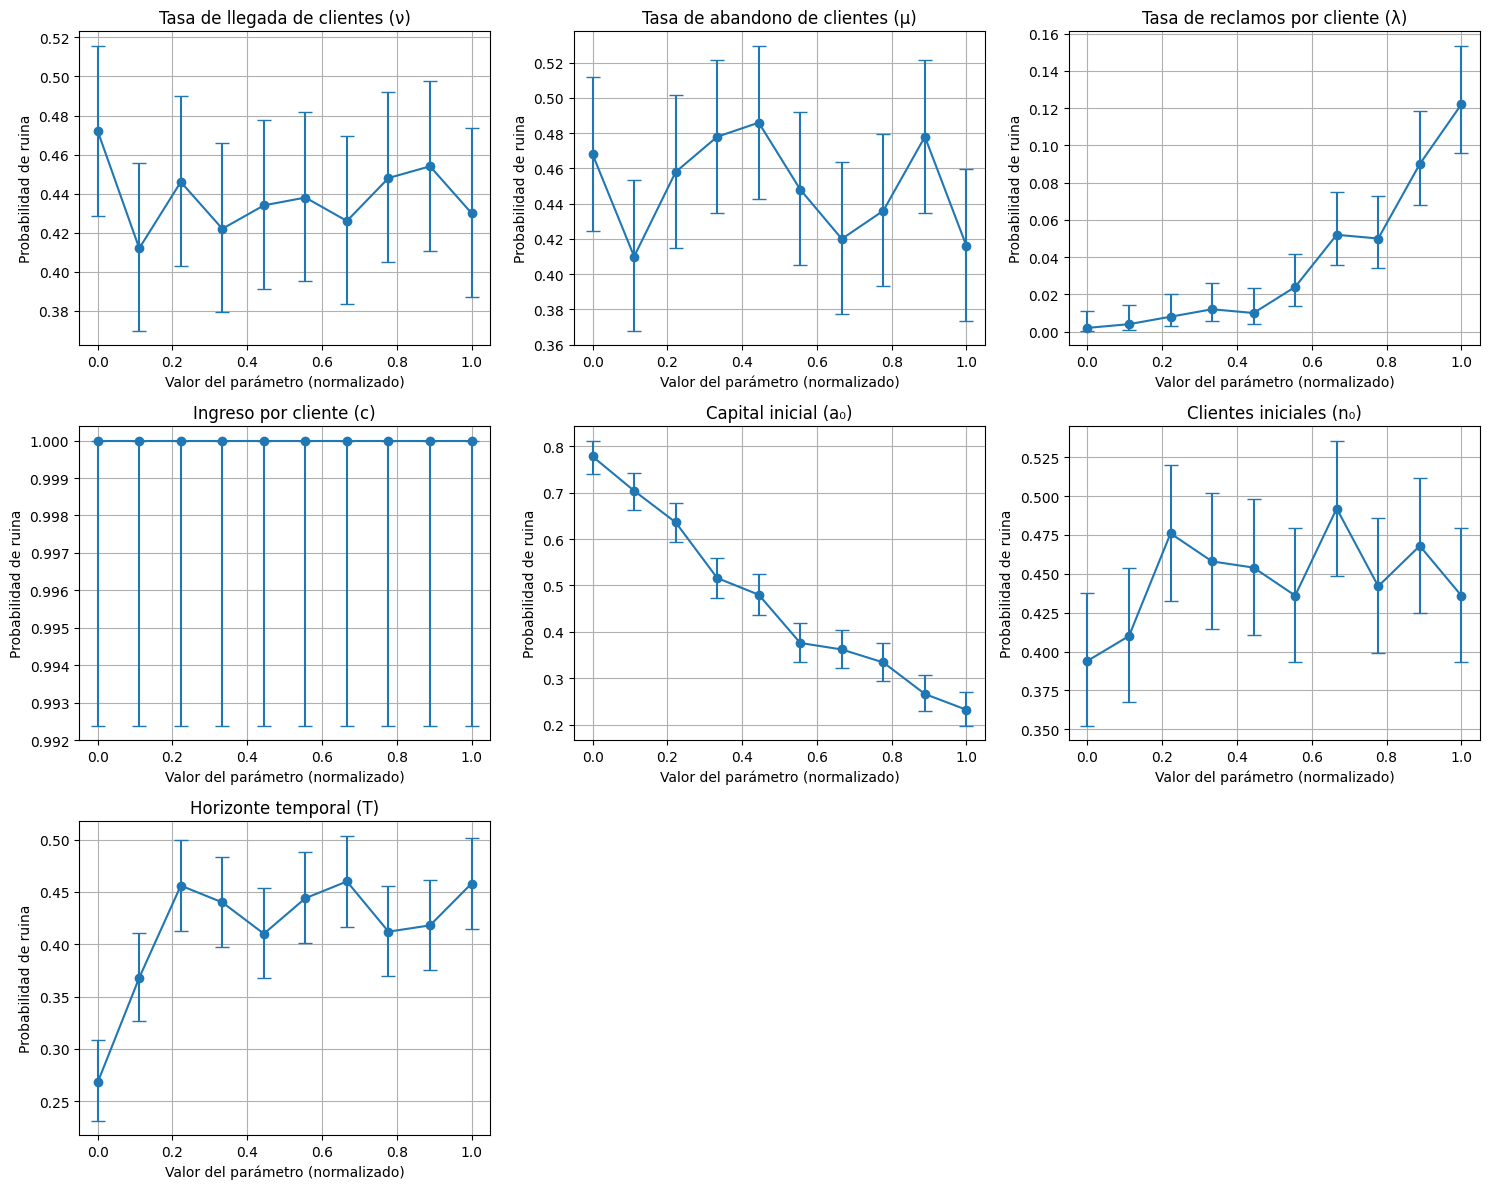 Tasa de llegada de clientes (ν)
0.52
0.50
0.48
0.46
0.44
0.42
0.40
0.38
Probabilidad de ruina
0.0 0.2 0.4 0.6 0.8 1.0
Valor del parámetro (normalizado)
Tasa de abandono de clientes (μ)
0.52
0.50
0.48
0.46
0.44
0.42
0.40
0.38
0.36
Probabilidad de ruina
0.0 0.2 0.4 0.6 0.8 1.0
Valor del parámetro (normalizado)
Tasa de reclamos por cliente (λ)
0.16
0.14
0.12
0.10
0.08
0.06
0.04
0.02
0.00
Probabilidad de ruina
0.0 0.2 0.4 0.6 0.8 1.0
Valor del parámetro (normalizado)
Ingreso por cliente (c)
1.000
0.999
0.998
0.997
0.996
0.995
0.994
0.993
0.992
Probabilidad de ruina
0.0 0.2 0.4 0.6 0.8 1.0
Valor del parámetro (normalizado)
Capital inicial (a₀)
0.8
0.7
0.6
0.5
0.4
0.3
0.2
Probabilidad de ruina
0.0 0.2 0.4 0.6 0.8 1.0
Valor del parámetro (normalizado)
Clientes iniciales (n₀)
0.525
0.500
0.475
0.450
0.425
0.400
0.375
0.350
Probabilidad de ruina
0.0 0.2 0.4 0.6 0.8 1.0
Valor del parámetro (normalizado)
Horizonte temporal (T)
0.50
0.45
0.40
0.35
0.30
0.25
Probabilidad de ruina
0.0 0.2 0.4 0.6 0.8 1.0
Valor del parámetro (normalizado)